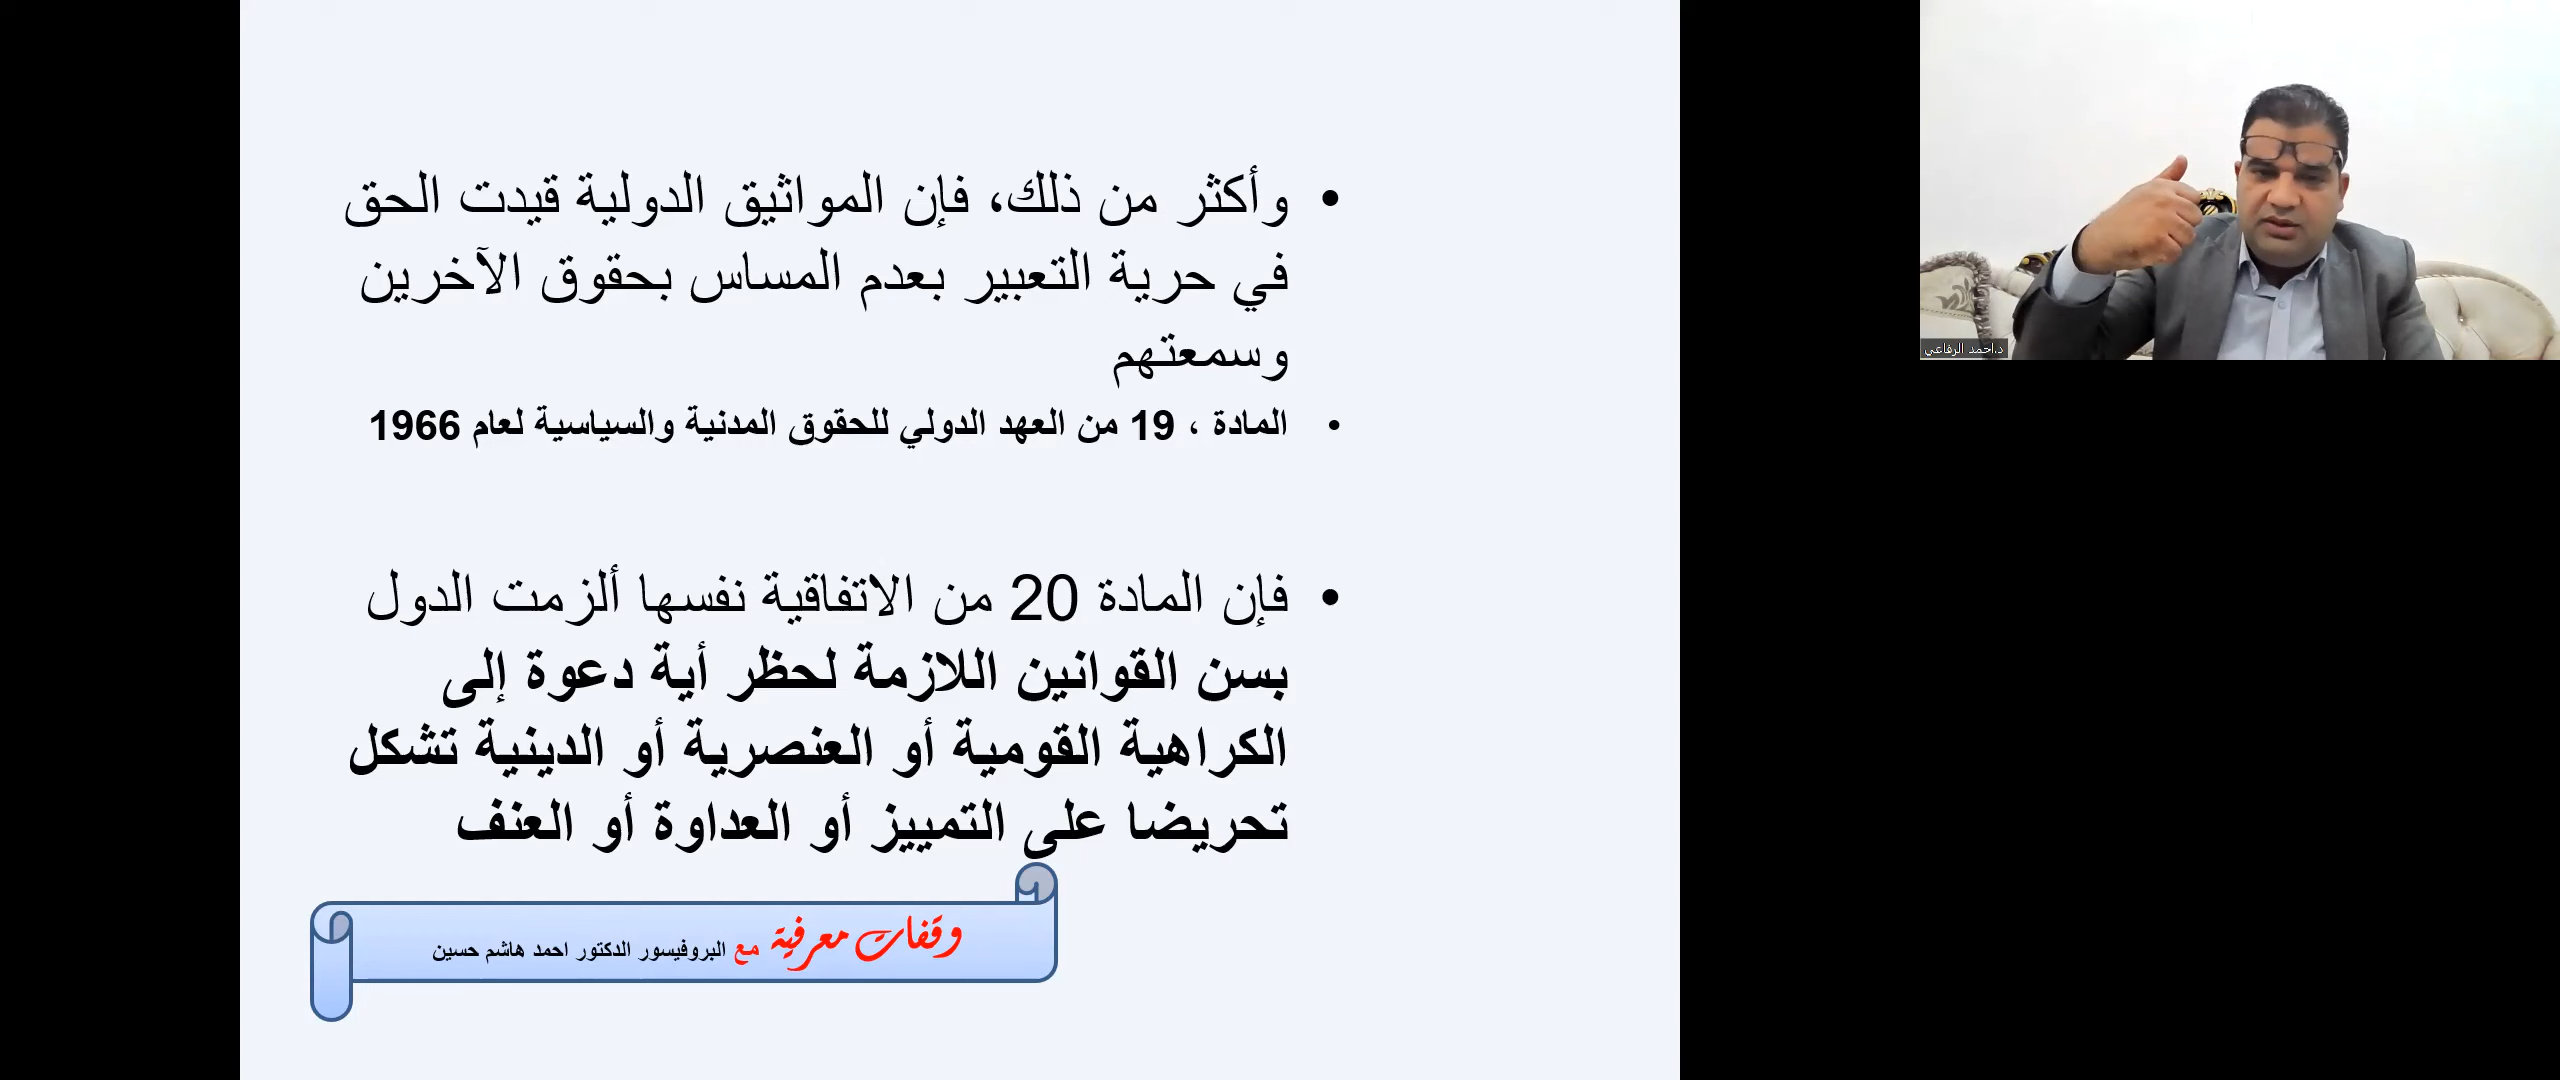 • وأكثر من ذلك، فإن المواثيق الدولية قيدت الحق
في حرية التعبير بعدم المساس بحقوق الآخرين
وسمعتهم
• المادة ، 19 من العهد الدولي للحقوق المدنية والسياسية لعام 1966
• فإن المادة 20 من الاتفاقية نفسها ألزمت الدول
بسن القوانين اللازمة لحظر أية دعوة إلى
الكراهية القومية أو العنصرية أو الدينية تشكل
تحريضا على التمييز أو العداوة أو العنف
وقفات معرفية مع البروفيسور الدكتور احمد هاشم حسين
د.احمد الرفاعي